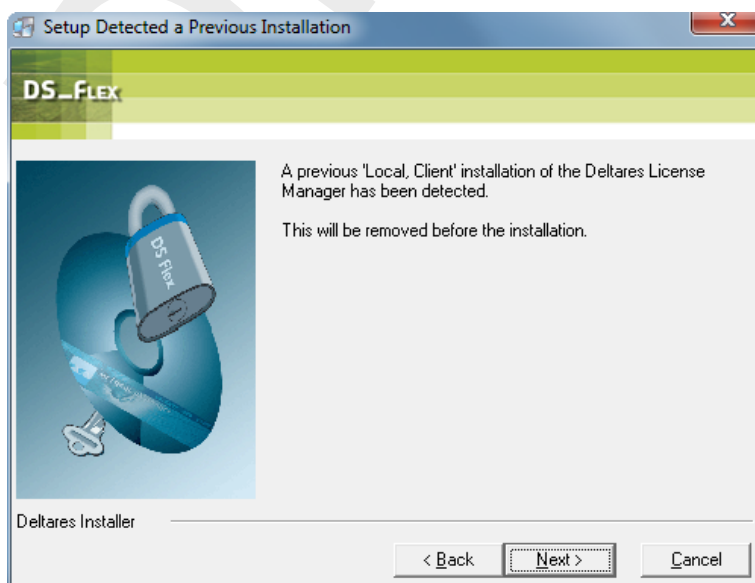 Setup Detected a Previous Installation
DS_FLEX
A previous 'Local, Client' installation of the Deltares License
Manager has been detected.
This will be removed before the installation.
DS Flex
Deltares Installer
< Back
Next >
Cancel